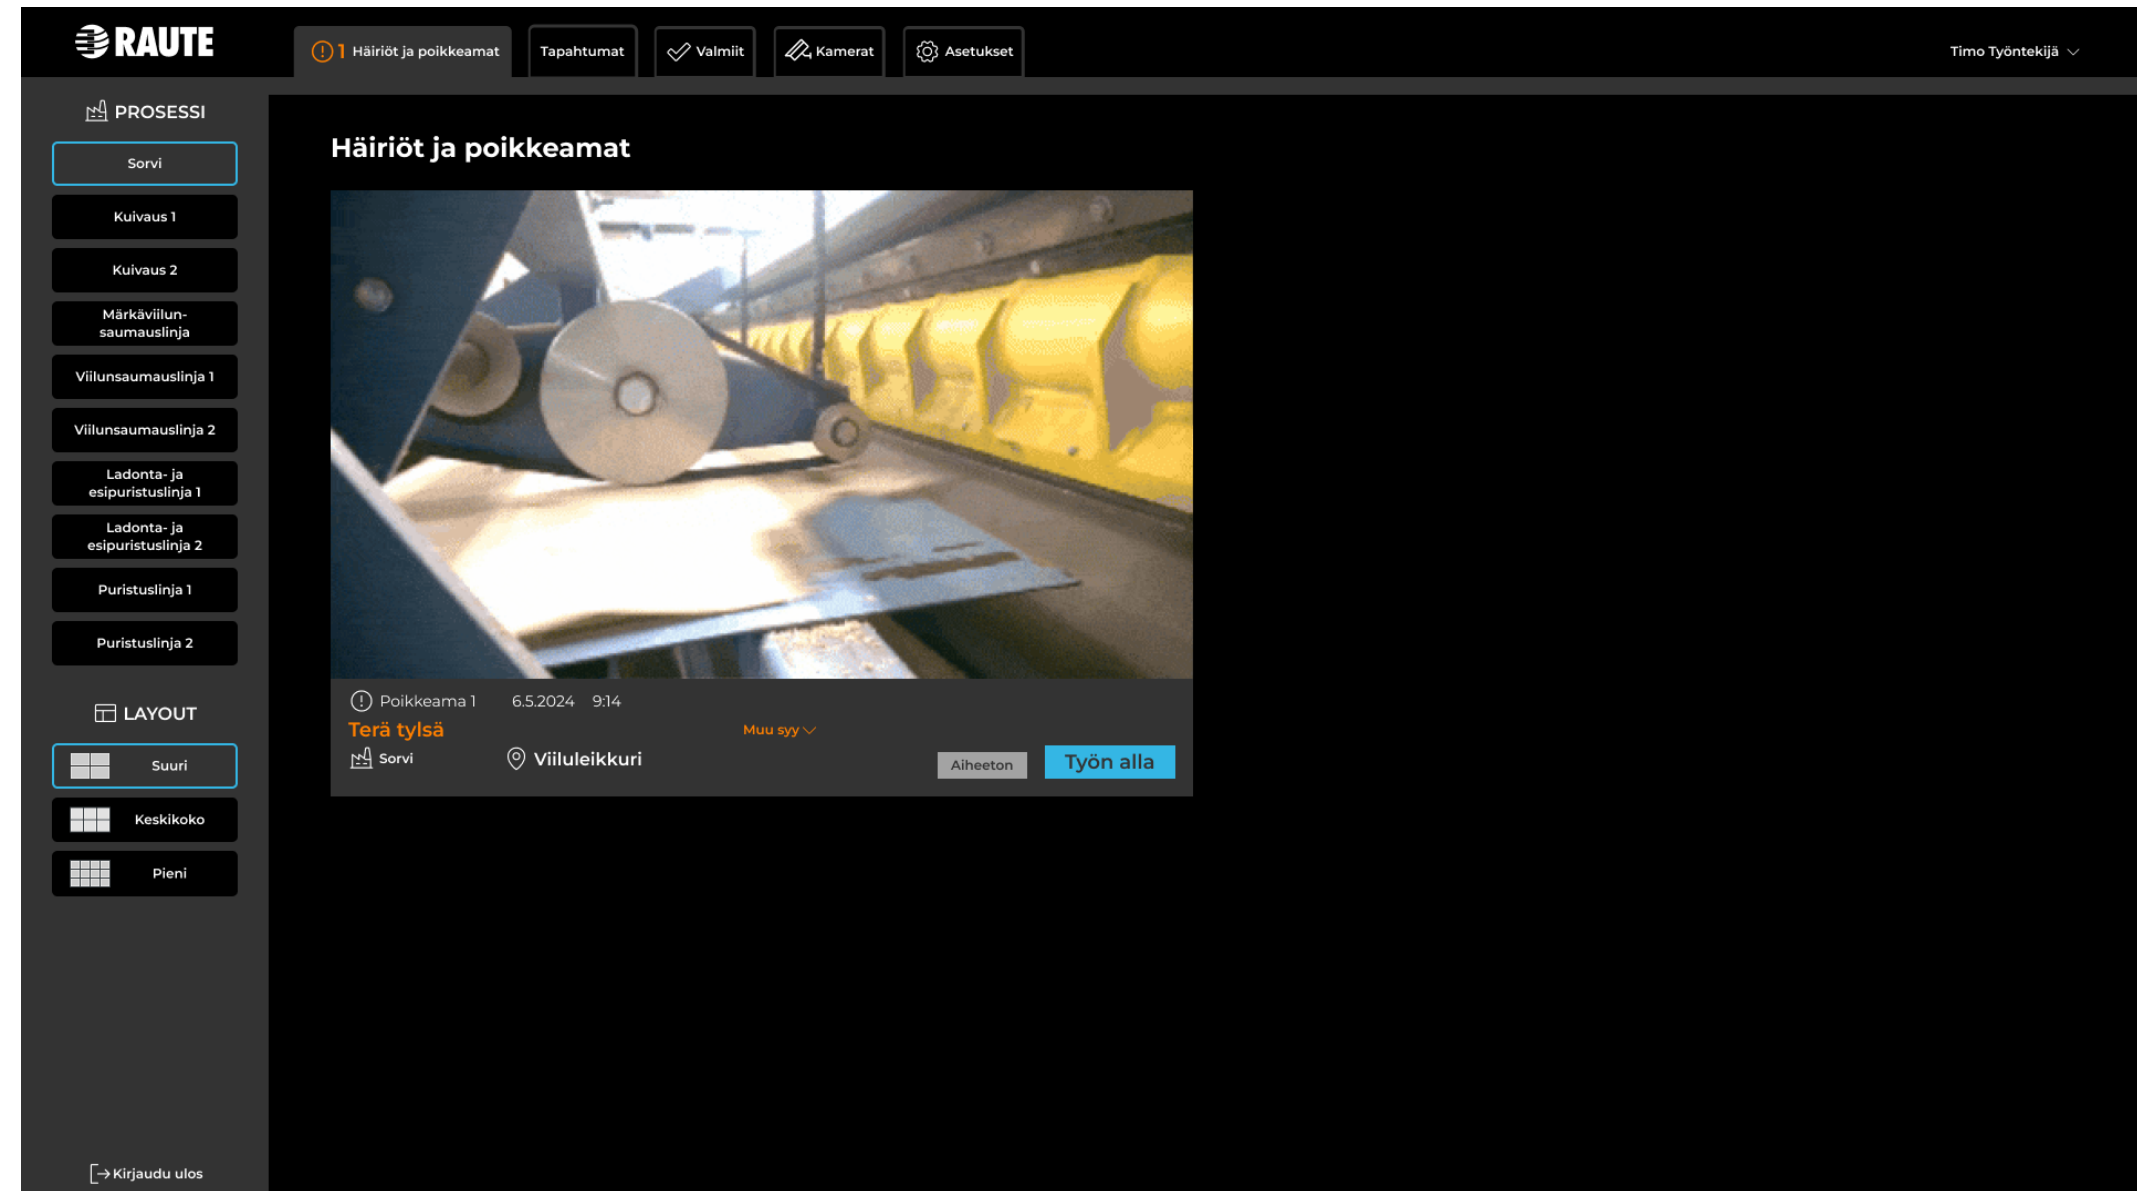 RAUTE
1 Häiriöt ja poikkeamat
Tapahtumat
Valmiit
Kamerat
Asetukset
Timo Työntekijä
PROSESSI
Sorvi
Kuivaus 1
Kuivaus 2
Märkäviilun-
saumauslinja
Viilunsaumauslinja 1
Viilunsaumauslinja 2
Ladonta- ja
esipuristuslinja 1
Ladonta- ja
esipuristuslinja 2
Puristuslinja 1
Puristuslinja 2
LAYOUT
Suuri
Keskikoko
Pieni
Kirjaudu ulos
Häiriöt ja poikkeamat
Poikkeama 1 6.5.2024 9:14
Terä tylsä
Muu syy
Sorvi
Viiluleikkuri
Aiheeton
Työn alla